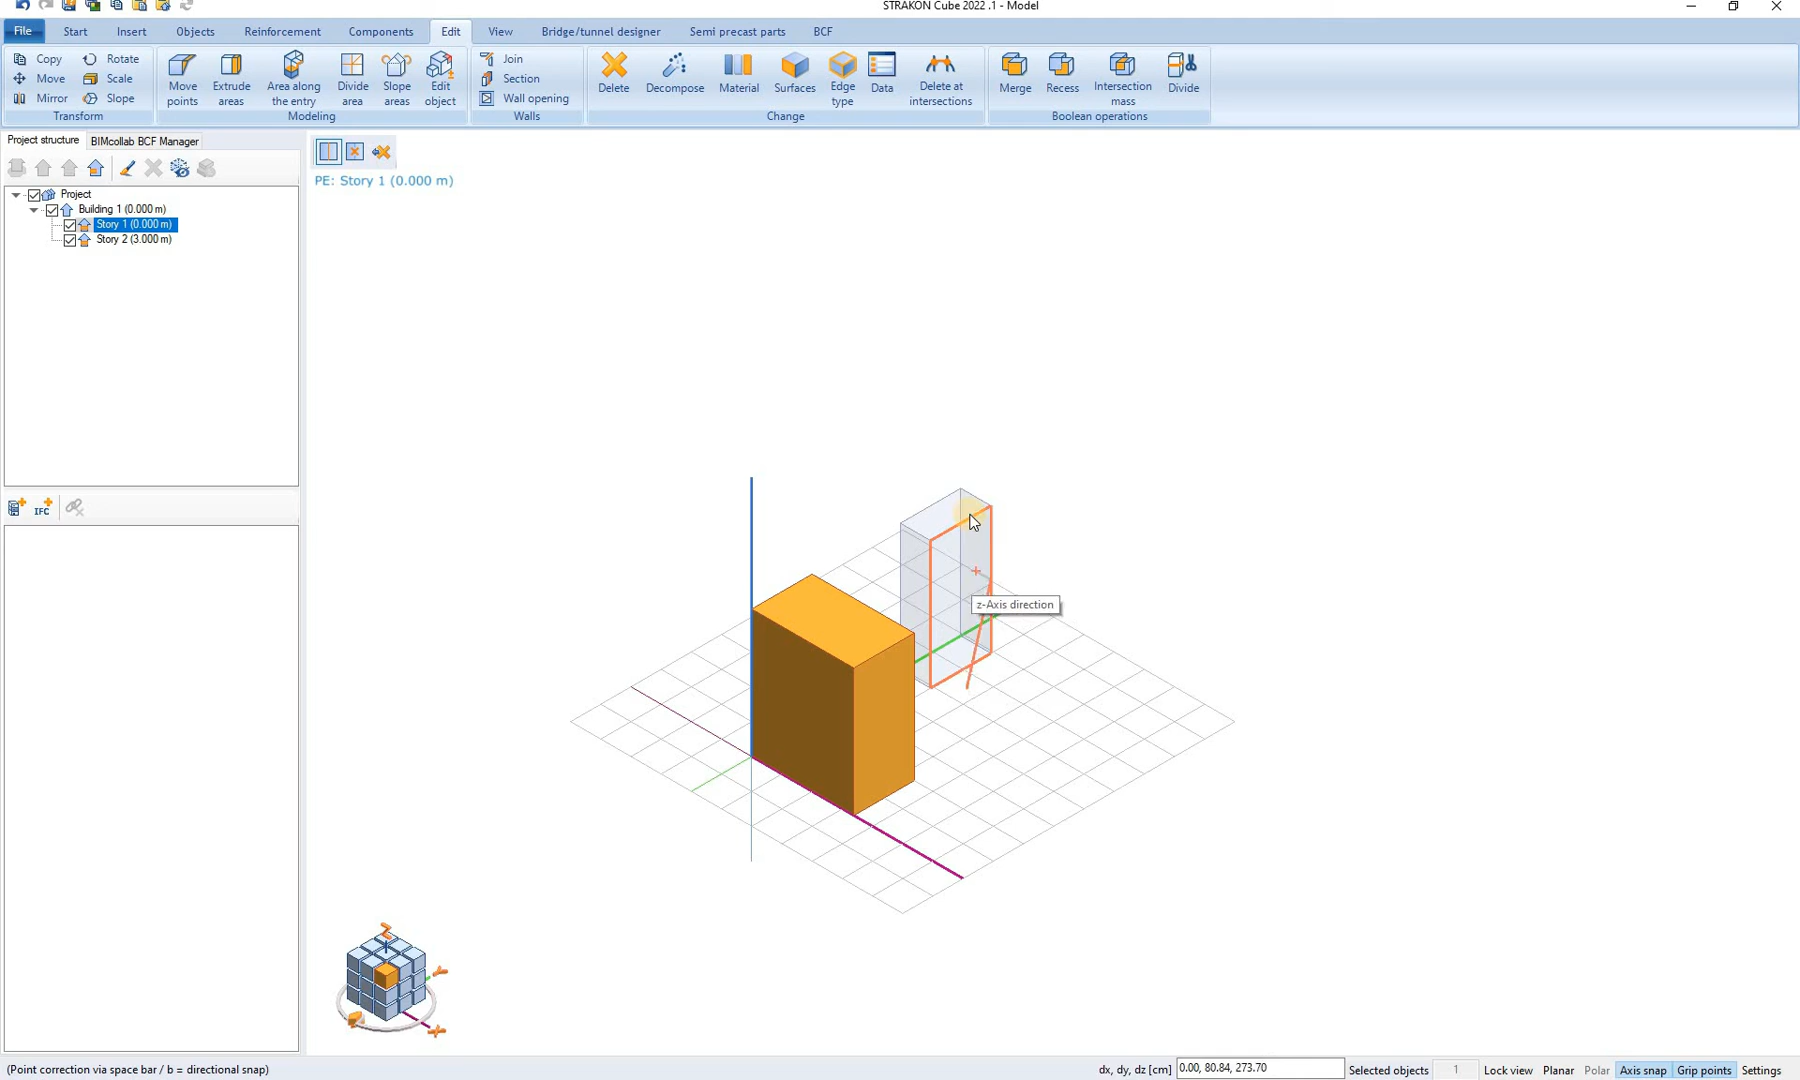 STRAKON Cube 2022 .1 - Model
File Start Insert Objects Reinforcement Components Edit View Bridge/tunnel designer Semi precast parts BCF
Copy Rotate
Move Scale
Mirror Slope
Transform
Move points
Extrude areas
Area along the entry
Divide area
Slope areas
Edit object
Modeling
Join
Section
Wall opening
Walls
Delete
Decompose
Material
Surfaces
Edge type
Data
Delete at intersections
Change
Merge
Recess
Intersection mass
Divide
Boolean operations
Project structure BIMcollab BCF Manager
PE: Story 1 (0.000 m)
Project
Building 1 (0.000 m)
Story 1 (0.000 m)
Story 2 (3.000 m)
IFC
z-Axis direction
Z
Y
X
(Point correction via space bar / b = directional snap) dx, dy, dz [cm] 0.00, 80.84, 273.70 Selected objects 1 Lock view Planar Polar Axis snap Grip points Settings